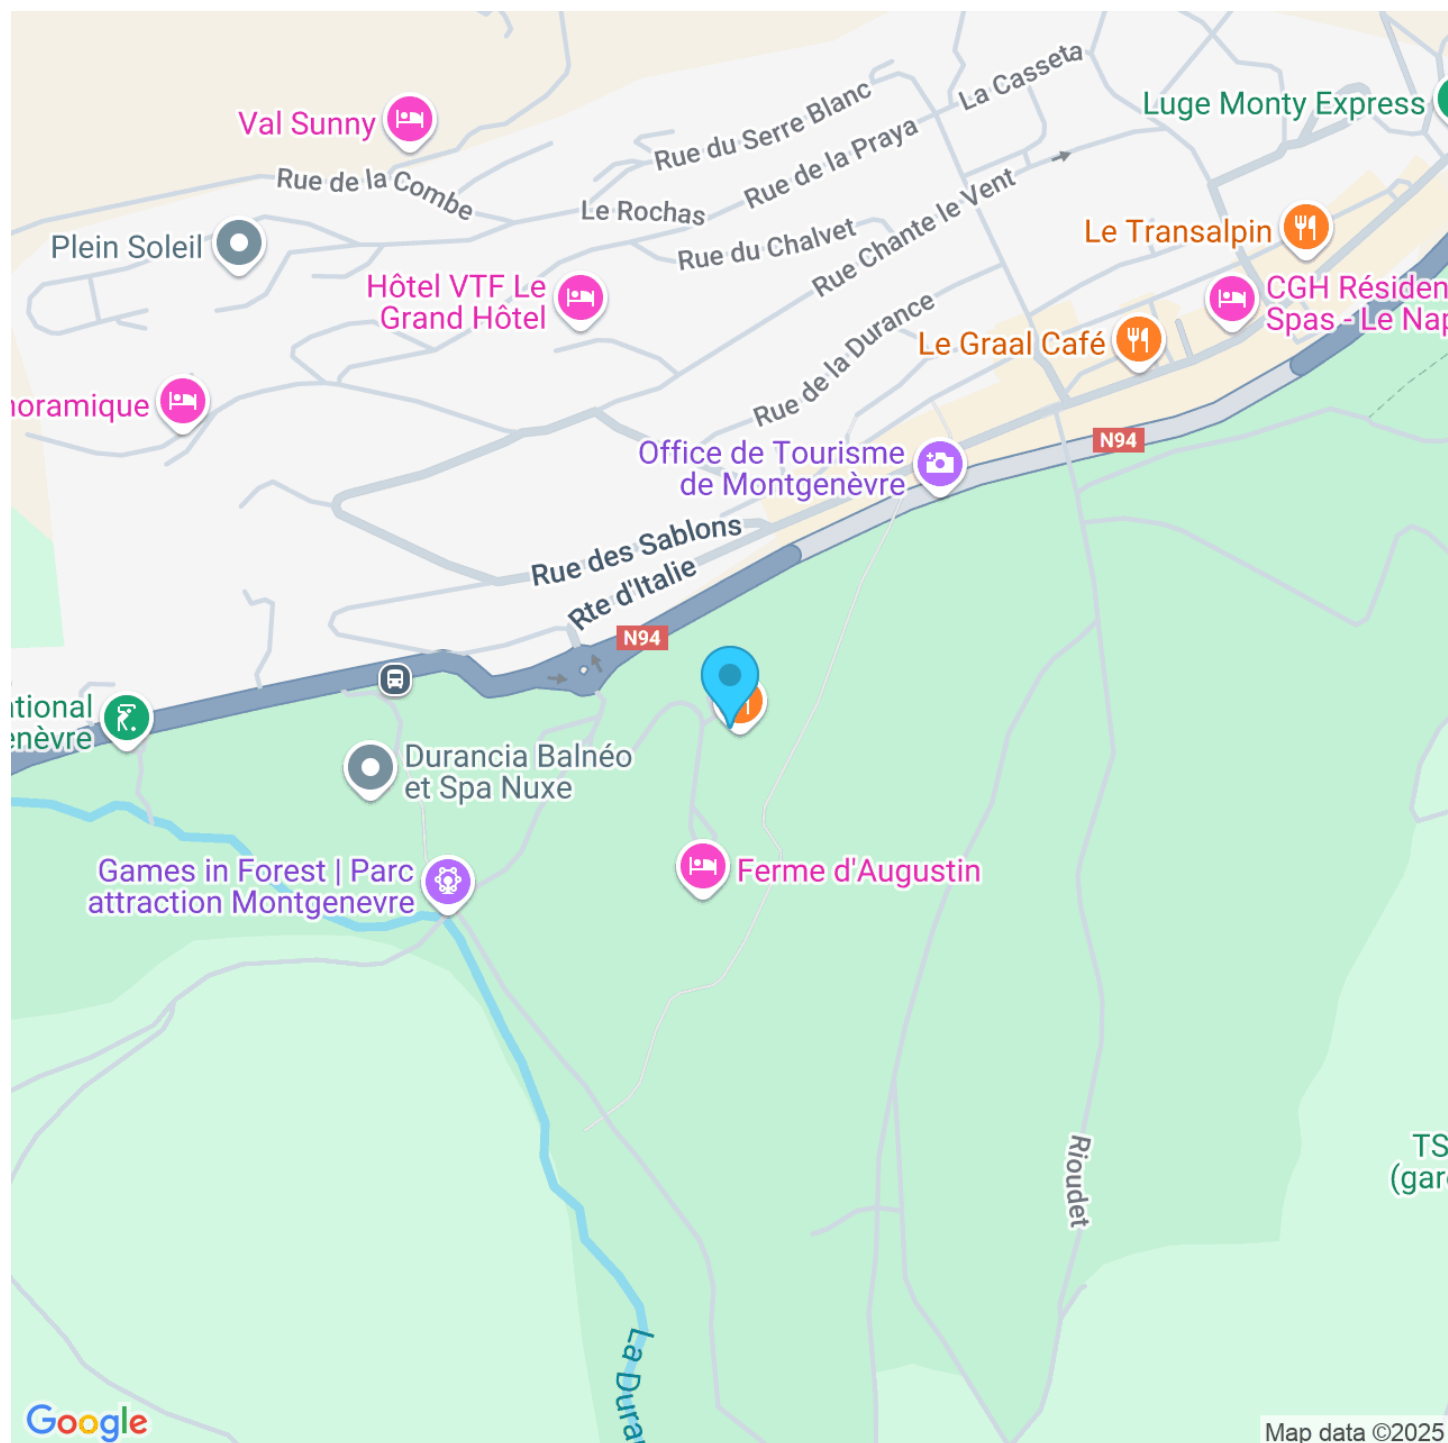 La Casseta
Luge Monty Express
Rue du Serre Blanc
Val Sunny
Rue de la Praya
Rue de la Combe
Rue Chante le Vent
Le Rochas
Le Transalpin
Plein Soleil
Rue du Chalvet
Hôtel VTF Le
Grand Hôtel
CGH Résiden
Spas - Le Nap
Rue de la Durance
Le Graal Café
noramique
N94
Office de Tourisme
de Montgenèvre
Rue des Sablons
Rte d'Italie
N94
ational
enèvre
Durancia Balnéo
et Spa Nuxe
Games in Forest | Parc
attraction Montgenevre
Ferme d'Augustin
Rioudet
TS
(gar
La Dura
Google
Map data ©2025